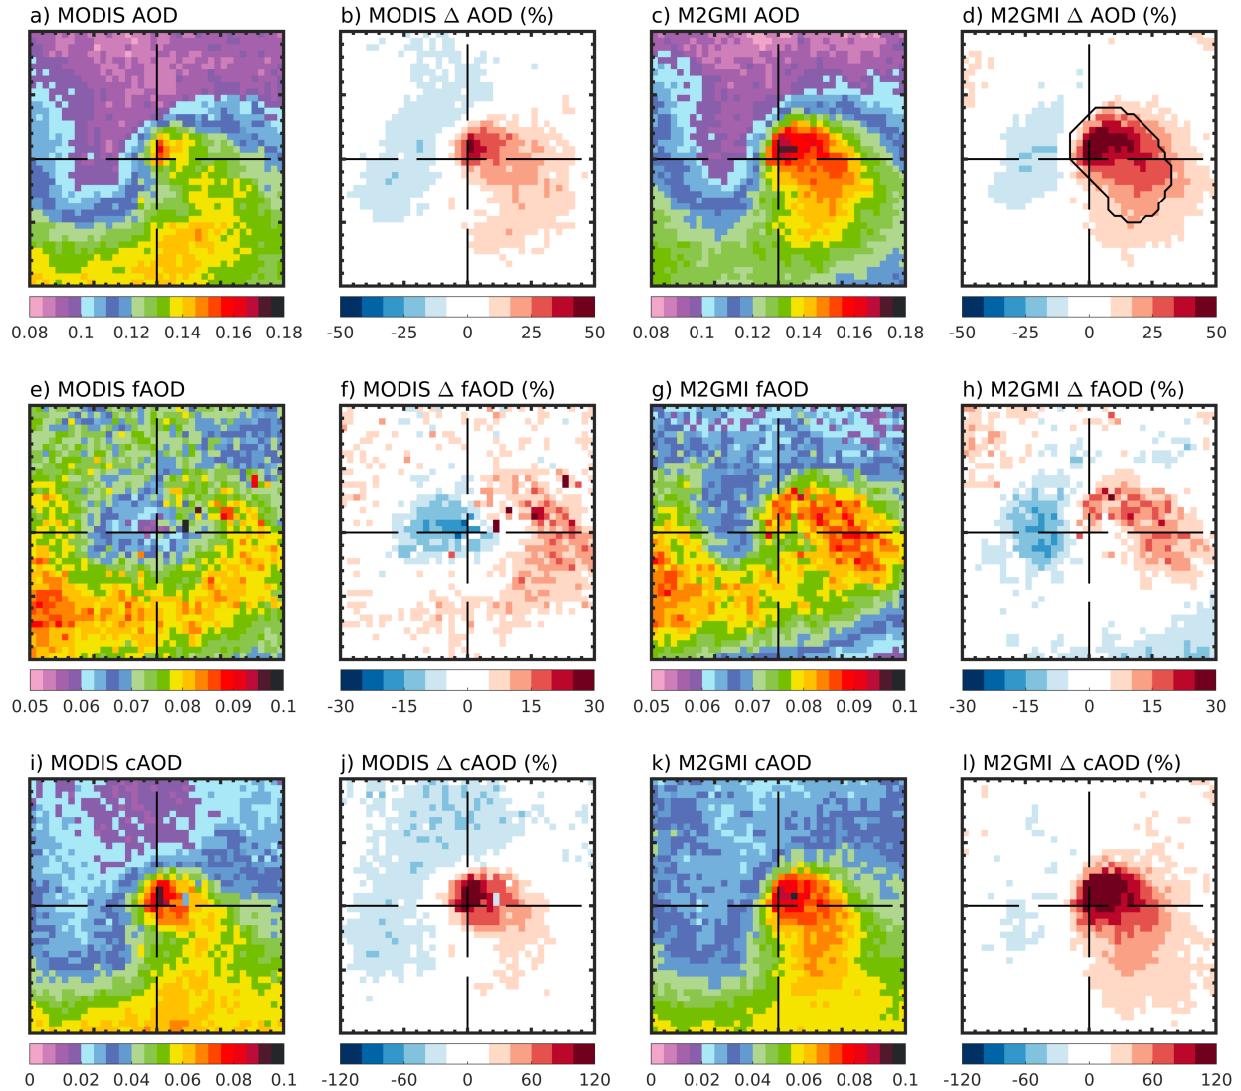 a) MODIS AOD
b) MODIS Δ AOD (%)
c) M2GMI AOD
d) M2GMI Δ AOD (%)
0.08 0.1 0.12 0.14 0.16 0.18
-50 -25 0 25 50
0.08 0.1 0.12 0.14 0.16 0.18
-50 -25 0 25 50
e) MODIS fAOD
f) MODIS Δ fAOD (%)
g) M2GMI fAOD
h) M2GMI Δ fAOD (%)
0.05 0.06 0.07 0.08 0.09 0.1
-30 -15 0 15 30
0.05 0.06 0.07 0.08 0.09 0.1
-30 -15 0 15 30
i) MODIS cAOD
j) MODIS Δ cAOD (%)
k) M2GMI cAOD
l) M2GMI Δ cAOD (%)
0 0.02 0.04 0.06 0.08 0.1
-120 -60 0 60 120
0 0.02 0.04 0.06 0.08 0.1
-120 -60 0 60 120